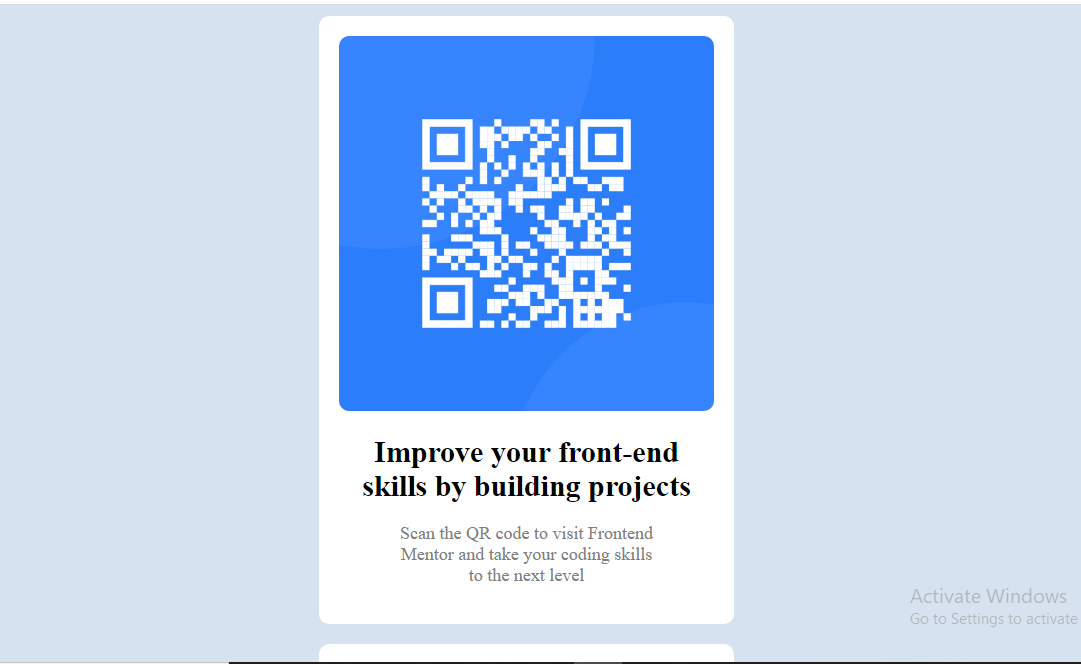 Improve your front-end
skills by building projects
Scan the QR code to visit Frontend
Mentor and take your coding skills
to the next level
Activate Windows
Go to Settings to activate